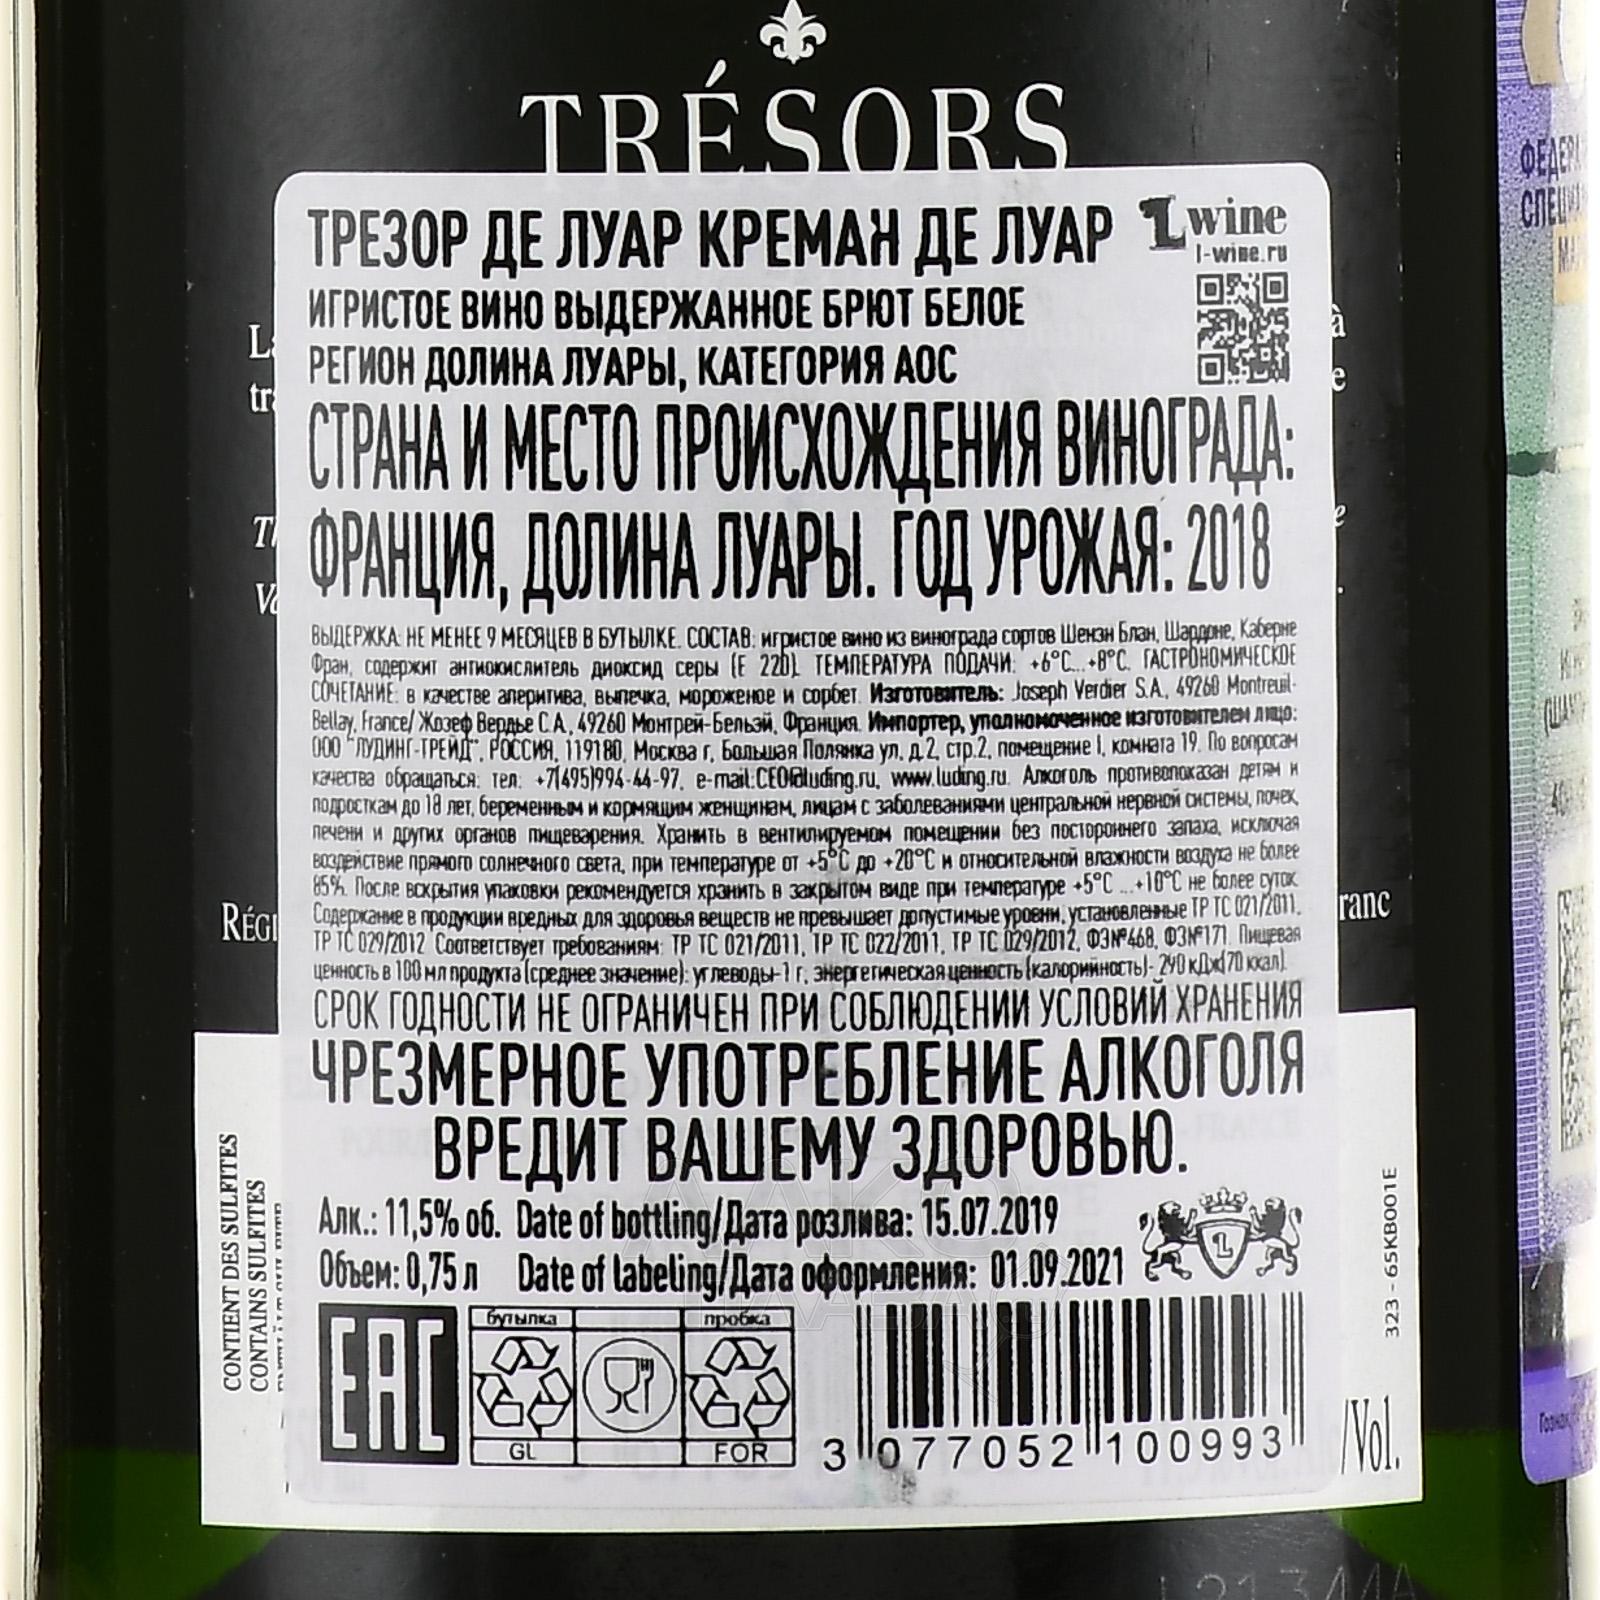 TRÉSORS
ТРЕЗОР ДЕ ЛУАР КРЕМАН ДЕ ЛУАР
Lwine
l-wine.ru
ИГРИСТОЕ ВИНО ВЫДЕРЖАННОЕ БРЮТ БЕЛОЕ
РЕГИОН ДОЛИНА ЛУАРЫ, КАТЕГОРИЯ АОС
СТРАНА И МЕСТО ПРОИСХОЖДЕНИЯ ВИНОГРАДА:
ФРАНЦИЯ, ДОЛИНА ЛУАРЫ. ГОД УРОЖАЯ: 2018
ВЫДЕРЖКА: НЕ МЕНЕЕ 9 МЕСЯЦЕВ В БУТЫЛКЕ. СОСТАВ: игристое вино из винограда сортов Шенэн Блан, Шардоне, Каберне
Фран, содержит антиокислитель диоксид серы (Е 220). ТЕМПЕРАТУРА ПОДАЧИ: +6°C...+8°C. ГАСТРОНОМИЧЕСКОЕ
СОЧЕТАНИЕ: в качестве аперитива, выпечка, мороженое и сорбет. Изготовитель: Joseph Verdier S.A., 49260 Montreuil-
Bellay, France/ Жозеф Вердье С.А., 49260 Монтрей-Бельэй, Франция. Импортер, уполномоченное изготовителем лицо:
ООО "ЛУДИНГ-ТРЕЙД", РОССИЯ, 119180, Москва г, Большая Полянка ул, д.2, стр.2, помещение I, комната 19. По вопросам
качества обращаться: тел: +7(495)994-44-97, e-mail:CEO@luding.ru, www.luding.ru. Алкоголь противопоказан детям и
подросткам до 18 лет, беременным и кормящим женщинам, лицам с заболеваниями центральной нервной системы, почек,
печени и других органов пищеварения. Хранить в вентилируемом помещении без постороннего запаха, исключая
воздействие прямого солнечного света, при температуре от +5°C до +20°C и относительной влажности воздуха не более
85%. После вскрытия упаковки рекомендуется хранить в закрытом виде при температуре +5°C ...+10°C не более суток.
Содержание в продукции вредных для здоровья веществ не превышает допустимые уровни, установленные ТР ТС 021/2011,
ТР ТС 029/2012. Соответствует требованиям: ТР ТС 021/2011, ТР ТС 022/2011, ТР ТС 029/2012, ФЗ№468, ФЗ№171. Пищевая
ценность в 100 мл продукта (среднее значение): углеводы-1 г, энергетическая ценность (калорийность)- 290 кДж(70 ккал).
СРОК ГОДНОСТИ НЕ ОГРАНИЧЕН ПРИ СОБЛЮДЕНИИ УСЛОВИЙ ХРАНЕНИЯ
ЧРЕЗМЕРНОЕ УПОТРЕБЛЕНИЕ АЛКОГОЛЯ
ВРЕДИТ ВАШЕМУ ЗДОРОВЬЮ.
Алк.: 11,5% об. Date of bottling/Дата розлива: 15.07.2019
Объем: 0,75 л Date of labeling/Дата оформления: 01.09.2021
EAC
бутылка
пробка
GL
FOR
3 077052 100993
/Vol.
CONTIENT DES SULFITES
CONTAINS SULFITES
323 - 65KB001E